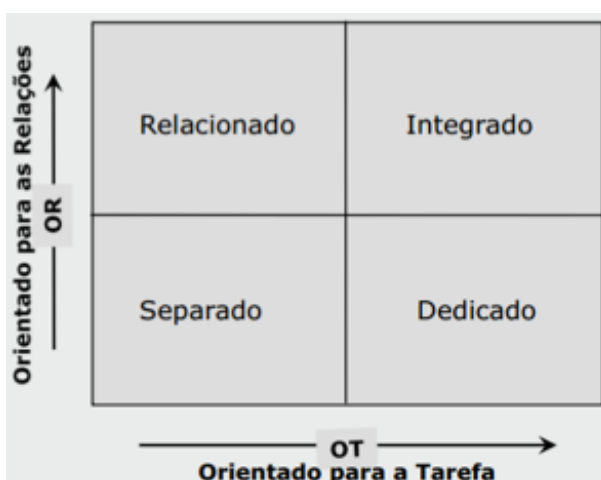 Orientado para as Relações
OR
Relacionado
Integrado
Separado
Dedicado
OT
Orientado para a Tarefa